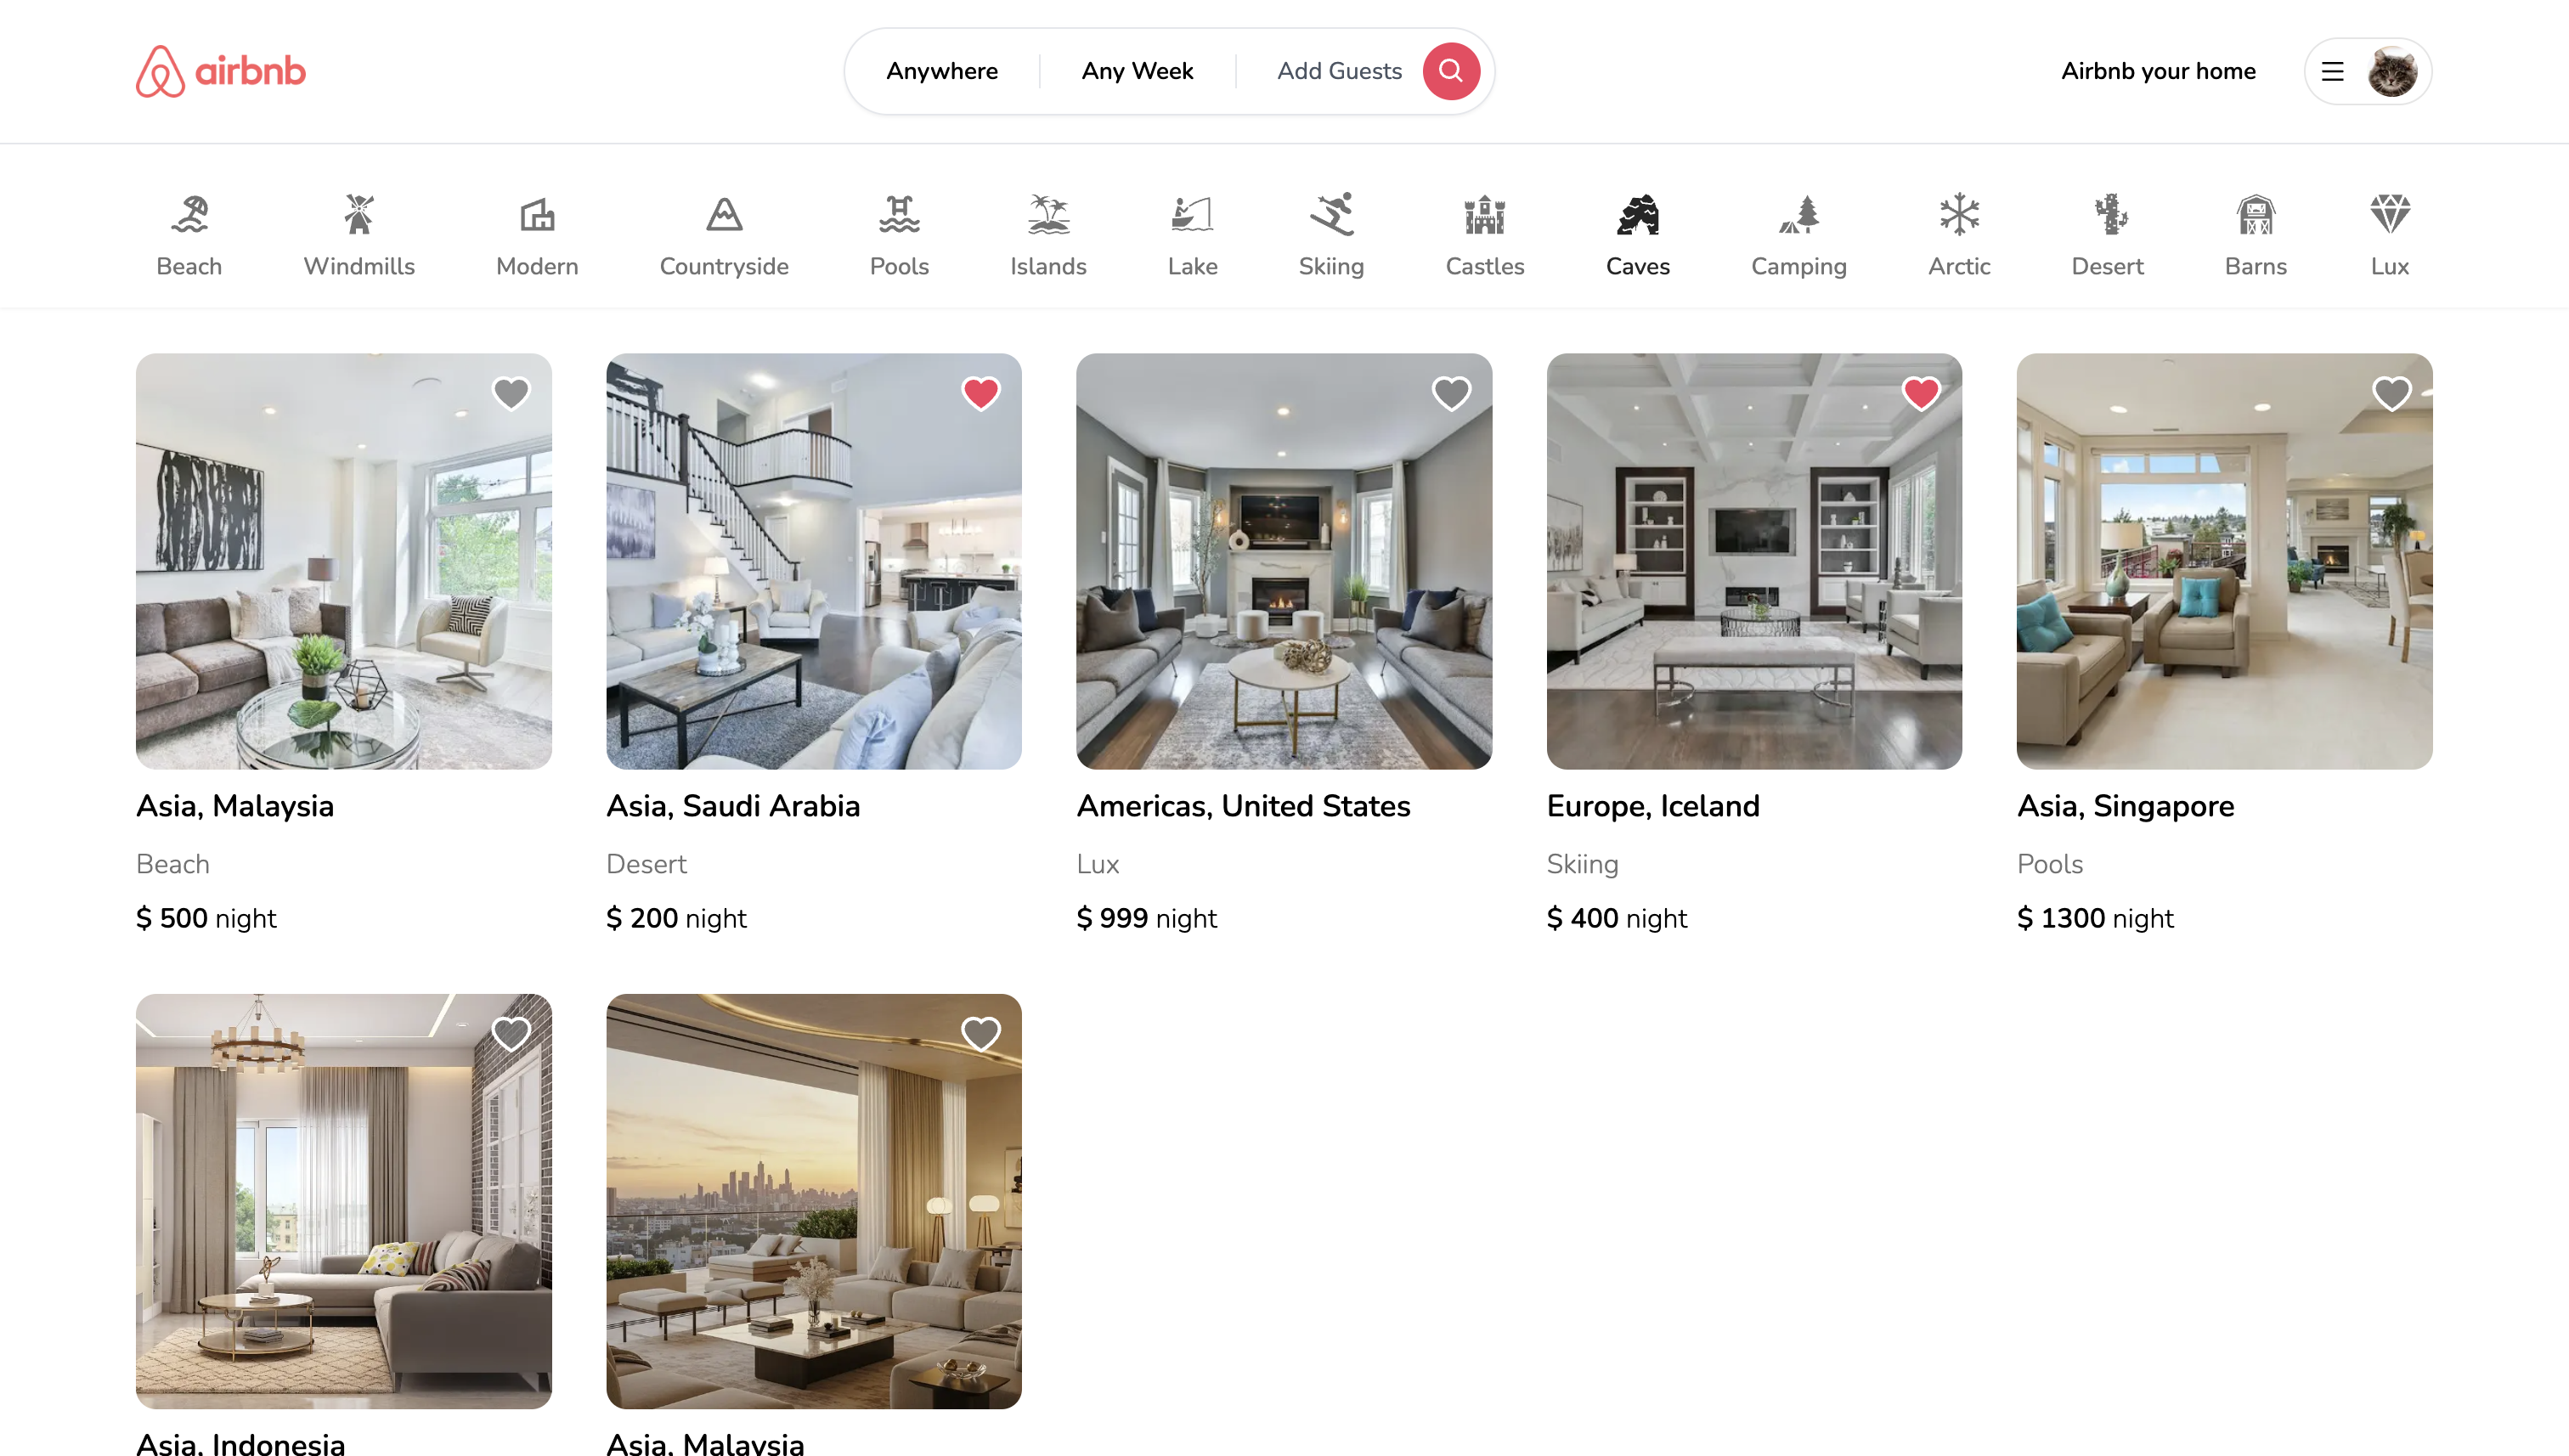 airbnb
Anywhere Any Week Add Guests
Airbnb your home
Beach Windmills Modern Countryside Pools Islands Lake Skiing Castles Caves Camping Arctic Desert Barns Lux
Asia, Malaysia
Beach
$ 500 night
Asia, Saudi Arabia
Desert
$ 200 night
Americas, United States
Lux
$ 999 night
Europe, Iceland
Skiing
$ 400 night
Asia, Singapore
Pools
$ 1300 night
Asia, Indonesia
Asia, Malaysia